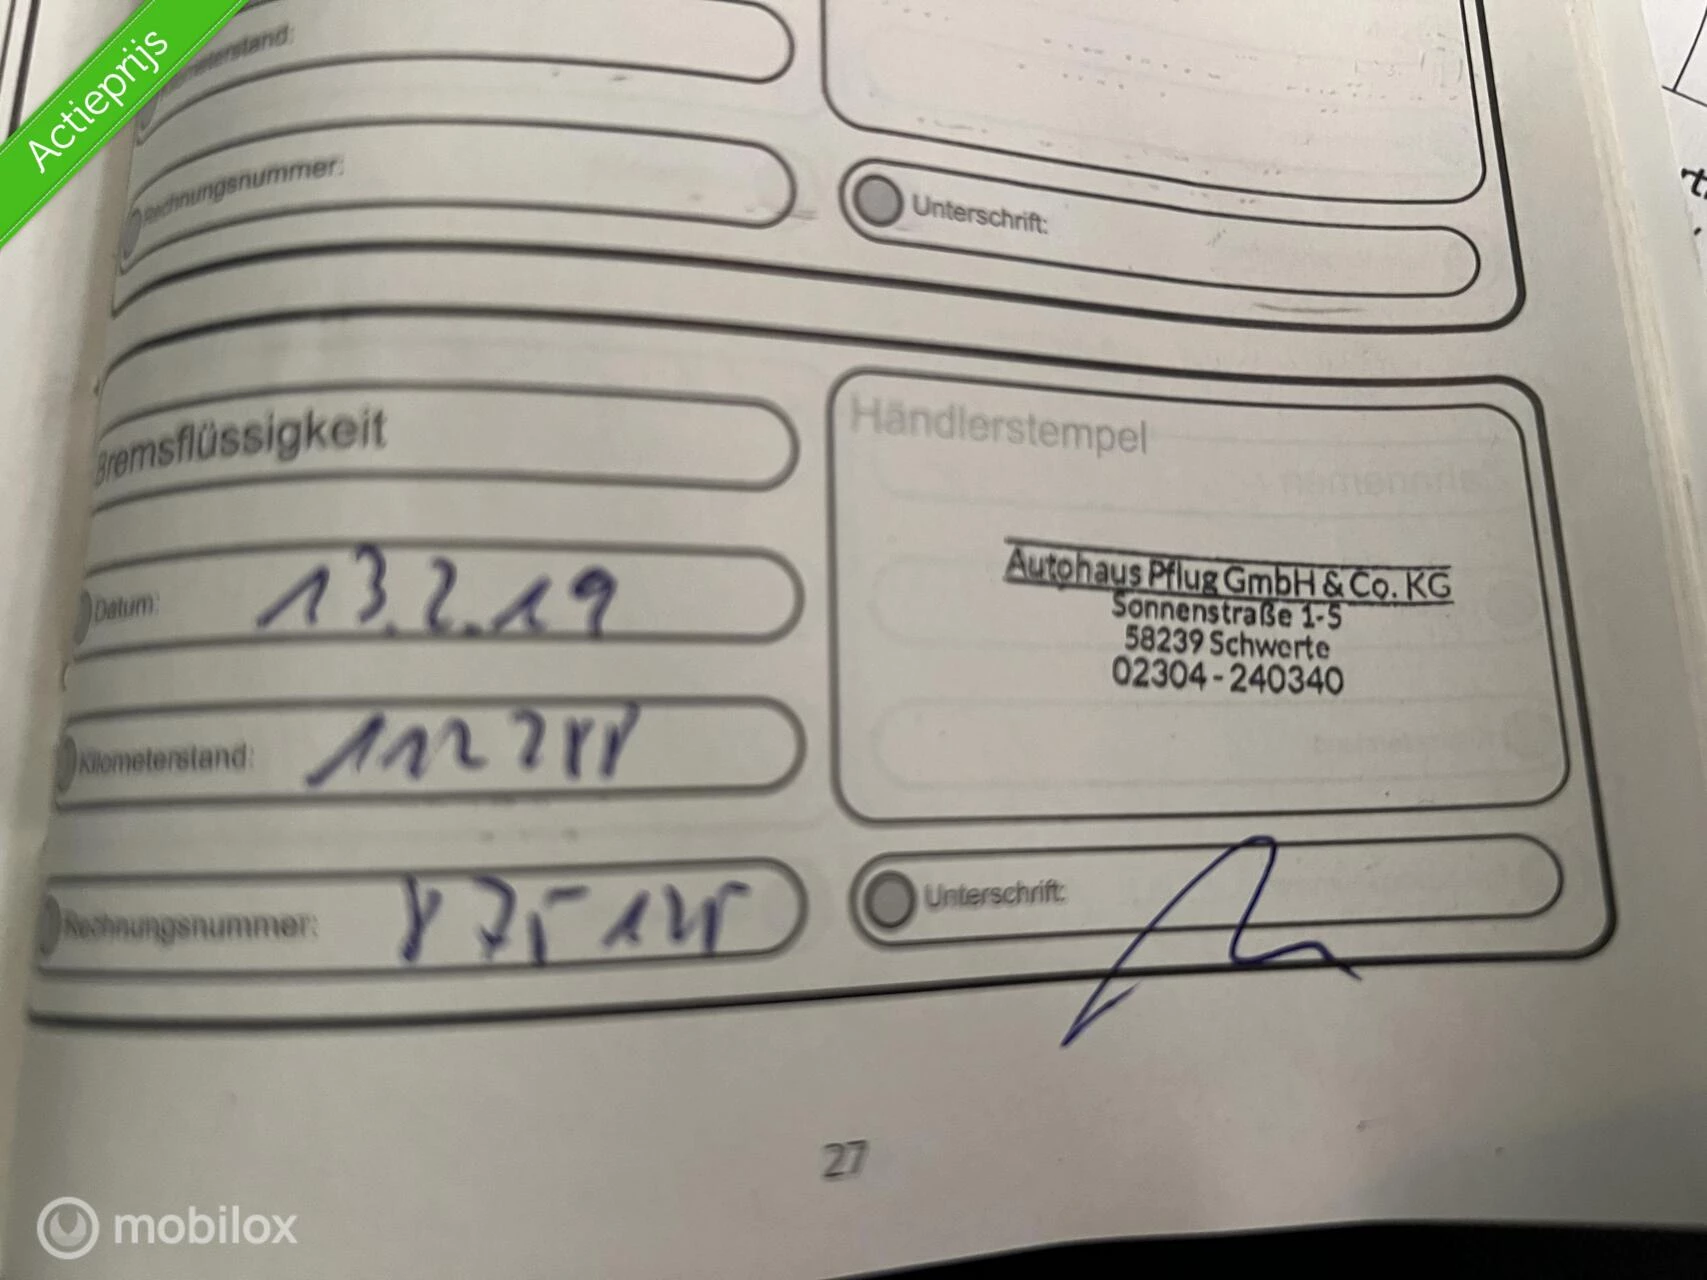 Actieprijs
Kilometerstand:
Rechnungsnummer:
Unterschrift:
Bremsflüssigkeit
Händlerstempel
Datum: 13.2.19
Autohaus Pflug GmbH & Co. KG
Sonnenstraße 1-5
58239 Schwerte
02304 - 240340
Kilometerstand:
Rechnungsnummer:
Unterschrift:
27
mobilox